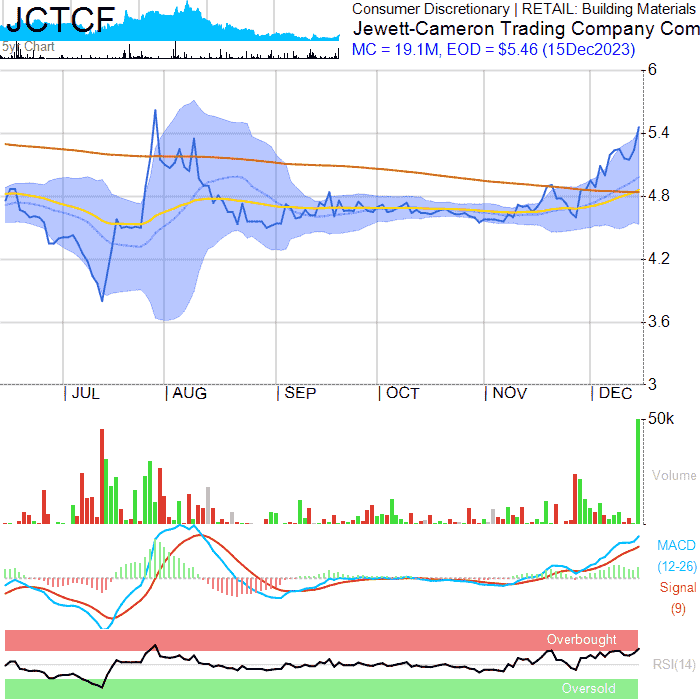 JCTCF
5yr Chart
Consumer Discretionary | RETAIL: Building Materials
Jewett-Cameron Trading Company Com
MC = 19.1M, EOD = $5.46 (15Dec2023)
6
5.4
4.8
4.2
3.6
3
JUL
AUG
SEP
OCT
NOV
DEC
50k
Volume
MACD
(12-26)
Signal
(9)
Overbought
RSI(14)
Oversold